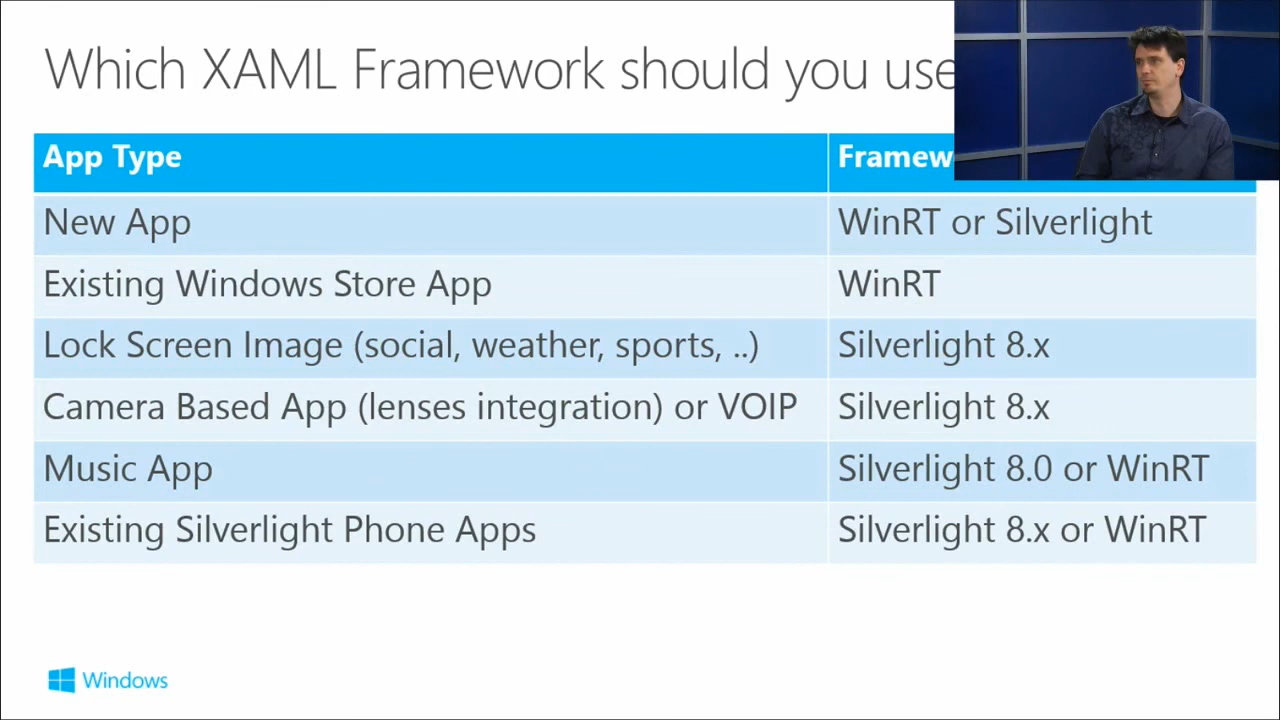 Which XAML Framework should you use
App Type
New App WinRT or Silverlight
Existing Windows Store App WinRT
Lock Screen Image (social, weather, sports, ..) Silverlight 8.x
Camera Based App (lenses integration) or VOIP Silverlight 8.x
Music App Silverlight 8.0 or WinRT
Existing Silverlight Phone Apps Silverlight 8.x or WinRT
Windows